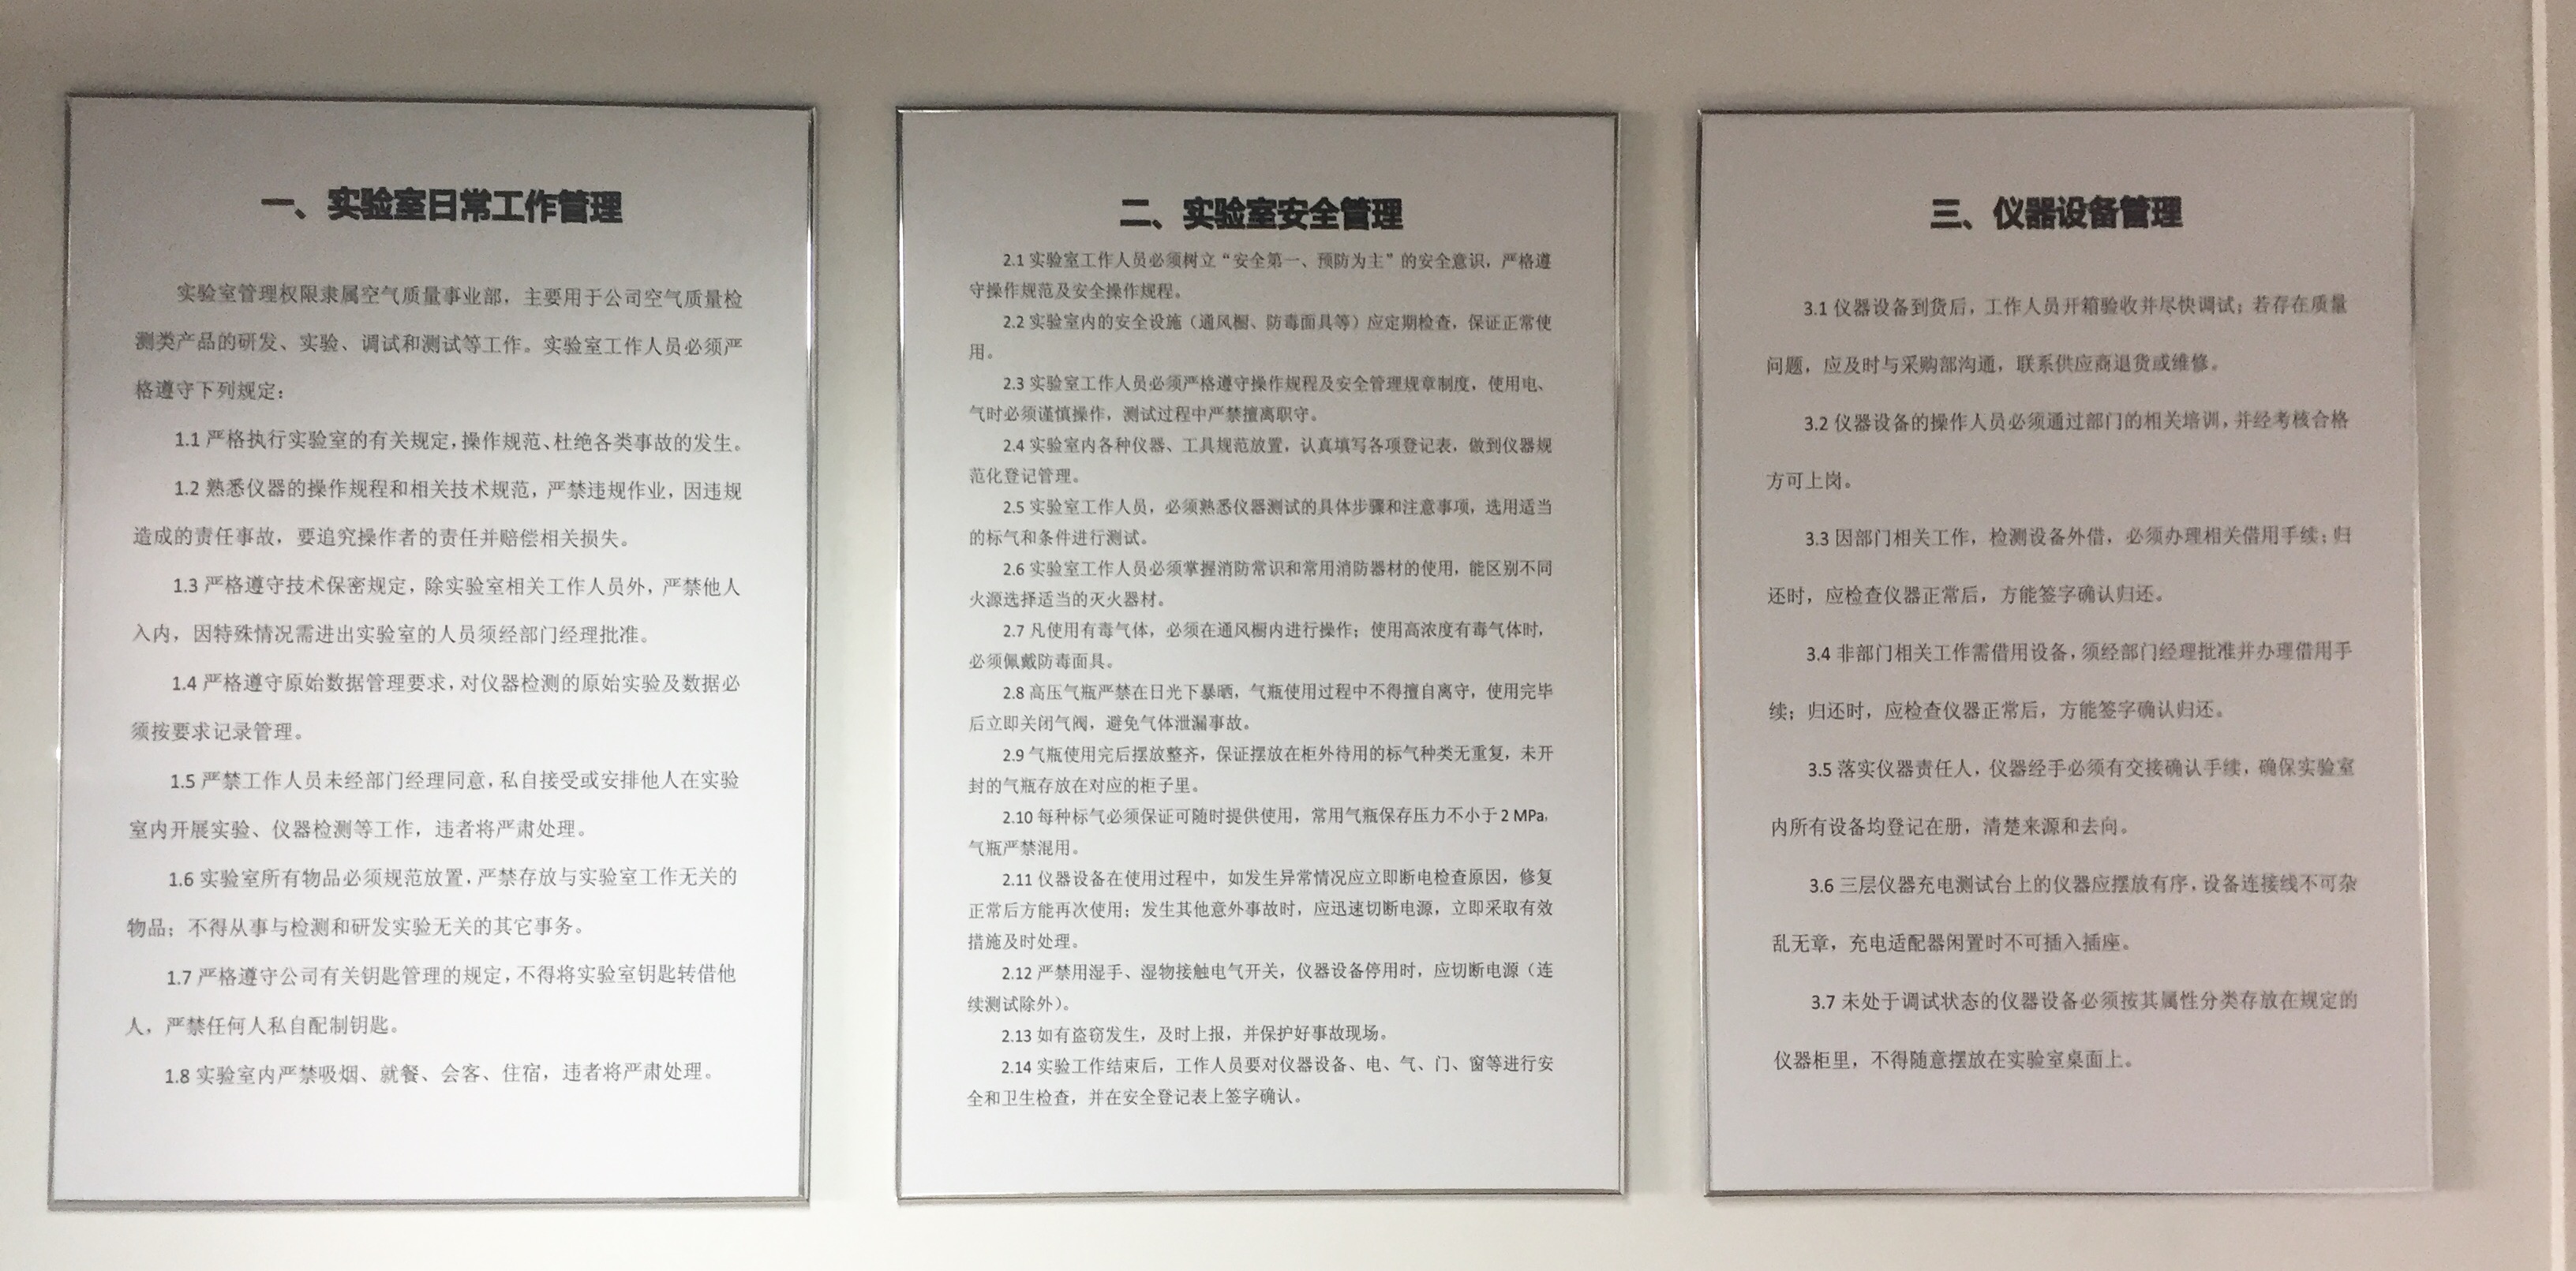 一、实验室日常工作管理
实验室管理权限隶属空气质量事业部，主要用于公司空气质量检
测类产品的研发、实验、调试和测试等工作。实验室工作人员必须严
格遵守下列规定：
1.1 严格执行实验室的有关规定，操作规范、杜绝各类事故的发生。
1.2 熟悉仪器的操作规程和相关技术规范，严禁违规作业，因违规
造成的责任事故，要追究操作者的责任并赔偿相关损失。
1.3 严格遵守技术保密规定，除实验室相关工作人员外，严禁他人
入内，因特殊情况需进出实验室的人员须经部门经理批准。
1.4 严格遵守原始数据管理要求，对仪器检测的原始实验及数据必
须按要求记录管理。
1.5 严禁工作人员未经部门经理同意，私自接受或安排他人在实验
室内开展实验、仪器检测等工作，违者将严肃处理。
1.6 实验室所有物品必须规范放置，严禁存放与实验室工作无关的
物品；不得从事与检测和研发实验无关的其它事务。
1.7 严格遵守公司有关钥匙管理的规定，不得将实验室钥匙转借他
人，严禁任何人私自配制钥匙。
1.8 实验室内严禁吸烟、就餐、会客、住宿，违者将严肃处理。
二、实验室安全管理
2.1 实验室工作人员必须树立“安全第一、预防为主”的安全意识，严格遵
守操作规范及安全操作规程。
2.2 实验室内的安全设施（通风橱、防毒面具等）应定期检查，保证正常使
用。
2.3 实验室工作人员必须严格遵守操作规程及安全管理规章制度，使用电、
气时必须谨慎操作，测试过程中严禁擅离职守。
2.4 实验室内各种仪器、工具规范放置，认真填写各项登记表，做到仪器规
范化登记管理。
2.5 实验室工作人员，必须熟悉仪器测试的具体步骤和注意事项，选用适当
的标气和条件进行测试。
2.6 实验室工作人员必须掌握消防常识和常用消防器材的使用，能区别不同
火源选择适当的灭火器材。
2.7 凡使用有毒气体，必须在通风橱内进行操作；使用高浓度有毒气体时，
必须佩戴防毒面具。
2.8 高压气瓶严禁在日光下暴晒，气瓶使用过程中不得擅自离守，使用完毕
后立即关闭气阀，避免气体泄漏事故。
2.9 气瓶使用完后摆放整齐，保证摆放在柜外待用的标气种类无重复，未开
封的气瓶存放在对应的柜子里。
2.10 每种标气必须保证可随时提供使用，常用气瓶保存压力不小于 2 MPa，
气瓶严禁混用。
2.11 仪器设备在使用过程中，如发生异常情况应立即断电检查原因，修复
正常后方能再次使用；发生其他意外事故时，应迅速切断电源，立即采取有效
措施及时处理。
2.12 严禁用湿手、湿物接触电气开关，仪器设备停用时，应切断电源（连
续测试除外）。
2.13 如有盗窃发生，及时上报，并保护好事故现场。
2.14 实验工作结束后，工作人员要对仪器设备、电、气、门、窗等进行安
全和卫生检查，并在安全登记表上签字确认。
三、仪器设备管理
3.1 仪器设备到货后，工作人员开箱验收并尽快调试；若存在质量
问题，应及时与采购部沟通，联系供应商退货或维修。
3.2 仪器设备的操作人员必须通过部门的相关培训，并经考核合格
方可上岗。
3.3 因部门相关工作，检测设备外借，必须办理相关借用手续；归
还时，应检查仪器正常后，方能签字确认归还。
3.4 非部门相关工作需借用设备，须经部门经理批准并办理借用手
续；归还时，应检查仪器正常后，方能签字确认归还。
3.5 落实仪器责任人，仪器经手必须有交接确认手续，确保实验室
内所有设备均登记在册，清楚来源和去向。
3.6 三层仪器充电测试台上的仪器应摆放有序，设备连接线不可杂
乱无章，充电适配器闲置时不可插入插座。
3.7 未处于调试状态的仪器设备必须按其属性分类存放在规定的
仪器柜里，不得随意摆放在实验室桌面上。